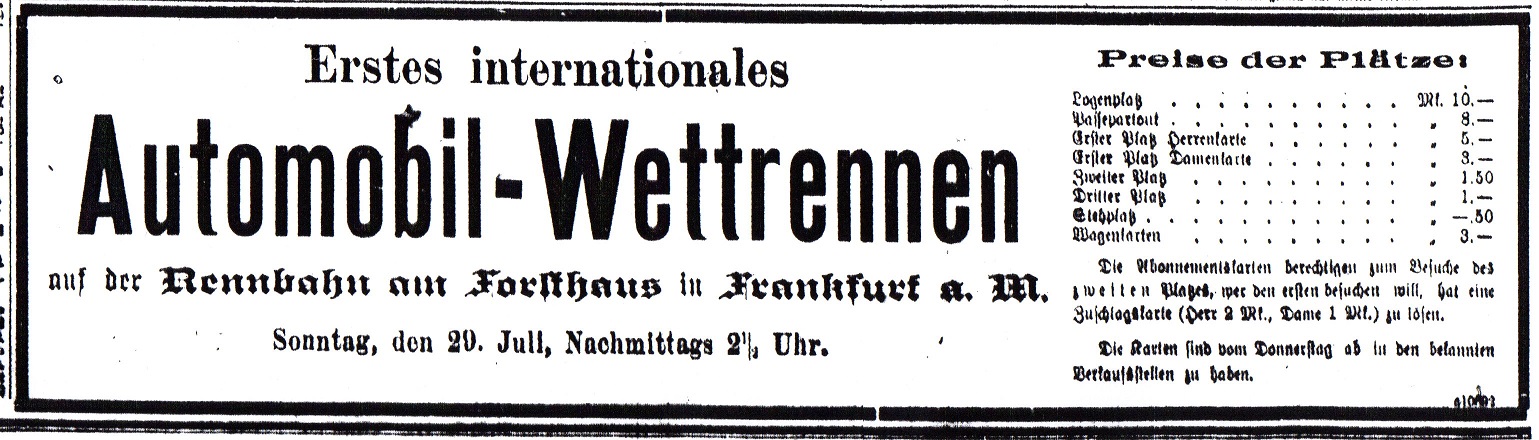 Erstes internationales
Automobil-Wettrennen
auf der Rennbahn am Forsthaus in Frankfurt a. M.
Sonntag, den 29. Juli, Nachmittags 2½ Uhr.
Preise der Plätze:
Logenplatz . . . . . . . . . . Mk. 10.—
Passepartout . . . . . . . . . . „ 8.—
Erster Platz Herrenkarte . . . . . . „ 5.—
Erster Platz Damenkarte . . . . . . „ 3.—
Zweiter Platz . . . . . . . . . „ 1.50
Dritter Platz . . . . . . . . . „ 1.—
Stehplatz . . . . . . . . . . . „ —.50
Wagenkarten . . . . . . . . . „ 3.—
Die Abonnementskarten berechtigen zum Besuche des
zweiten Platzes, wer den ersten besuchen will, hat eine
Zuschlagskarte (Herr 2 Mk., Dame 1 Mk.) zu lösen.
Die Karten sind vom Donnerstag ab in den bekannten
Verkaufsstellen zu haben.